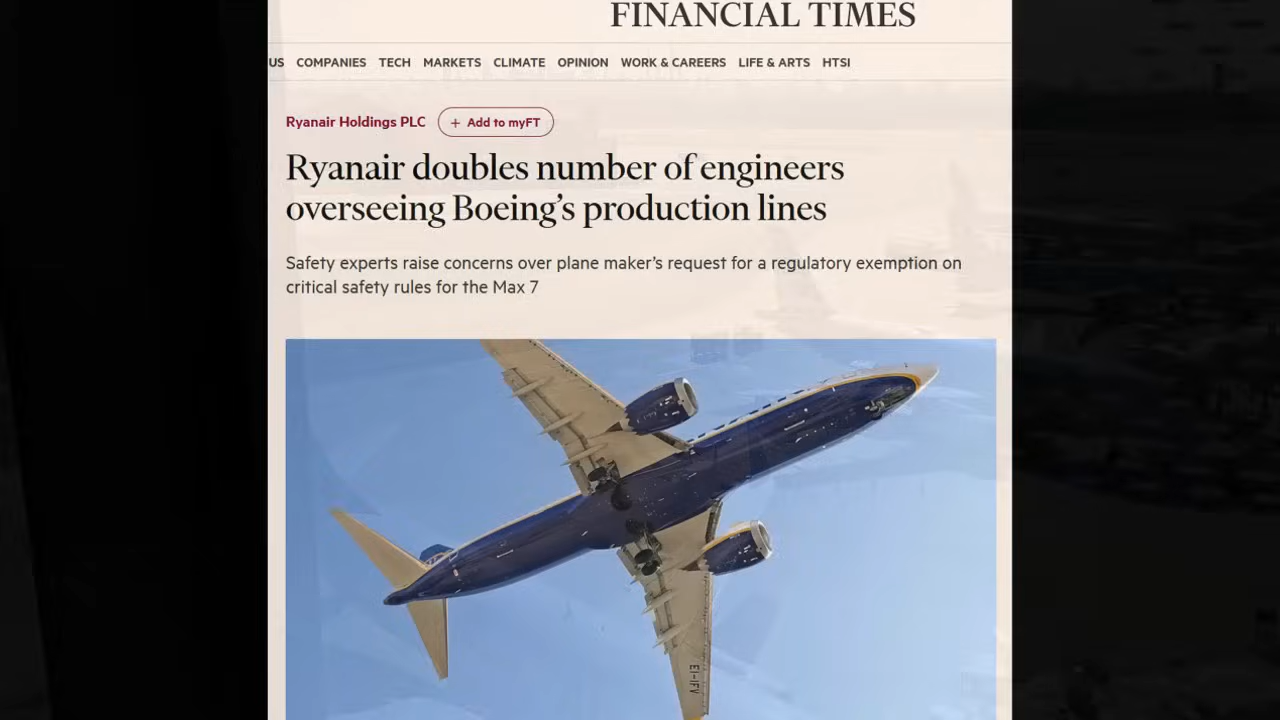 FINANCIAL TIMES
US COMPANIES TECH MARKETS CLIMATE OPINION WORK & CAREERS LIFE & ARTS HTSI
Ryanair Holdings PLC + Add to myFT
Ryanair doubles number of engineers
overseeing Boeing's production lines
Safety experts raise concerns over plane maker's request for a regulatory exemption on
critical safety rules for the Max 7
EI-IFV